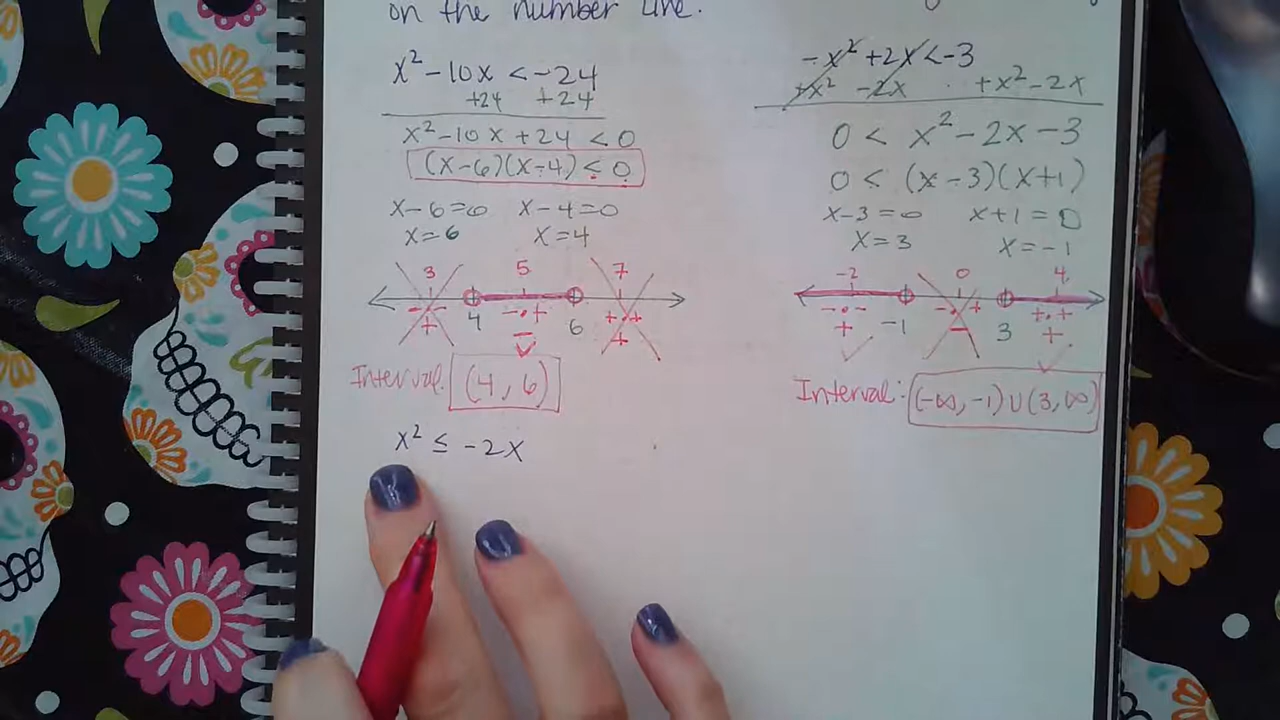 on the number line.
x² - 10x < -24
+24 +24
x² - 10x + 24 < 0
(x-6)(x-4) < 0
x-6=0 x-4=0
x=6 x=4
3 5 7
4 6
- · - - · + + · +
+ - +
Interval: (4, 6)
x² ≤ -2x
-x² + 2x < -3
+x² -2x +x² -2x
0 < x² - 2x - 3
0 < (x-3)(x+1)
x-3=0 x+1=0
x=3 x=-1
-2 0 4
- · - - · + + · +
-1 3
+ - +
Interval: (-∞, -1) ∪ (3, ∞)